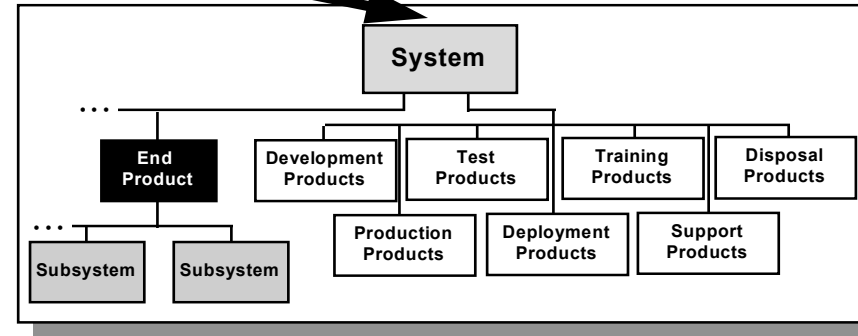 System
...
End
Product
Development
Products
Test
Products
Training
Products
Disposal
Products
...
Subsystem
Subsystem
Production
Products
Deployment
Products
Support
Products